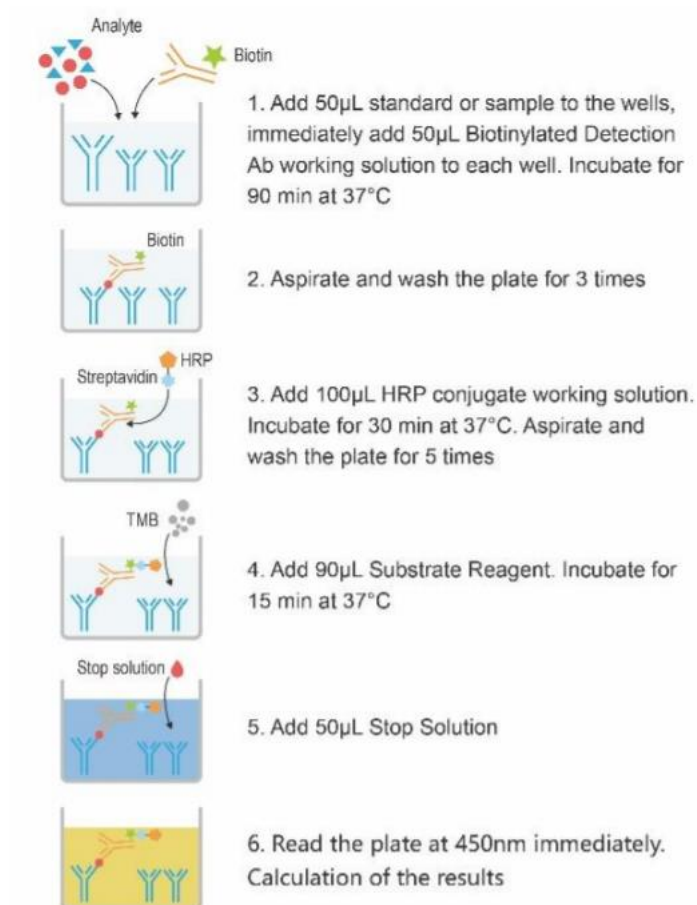 Analyte
Biotin
1. Add 50μL standard or sample to the wells,
immediately add 50μL Biotinylated Detection
Ab working solution to each well. Incubate for
90 min at 37°C
Biotin
2. Aspirate and wash the plate for 3 times
HRP
Streptavidin
3. Add 100μL HRP conjugate working solution.
Incubate for 30 min at 37°C. Aspirate and
wash the plate for 5 times
TMB
4. Add 90μL Substrate Reagent. Incubate for
15 min at 37°C
Stop solution
5. Add 50μL Stop Solution
6. Read the plate at 450nm immediately.
Calculation of the results